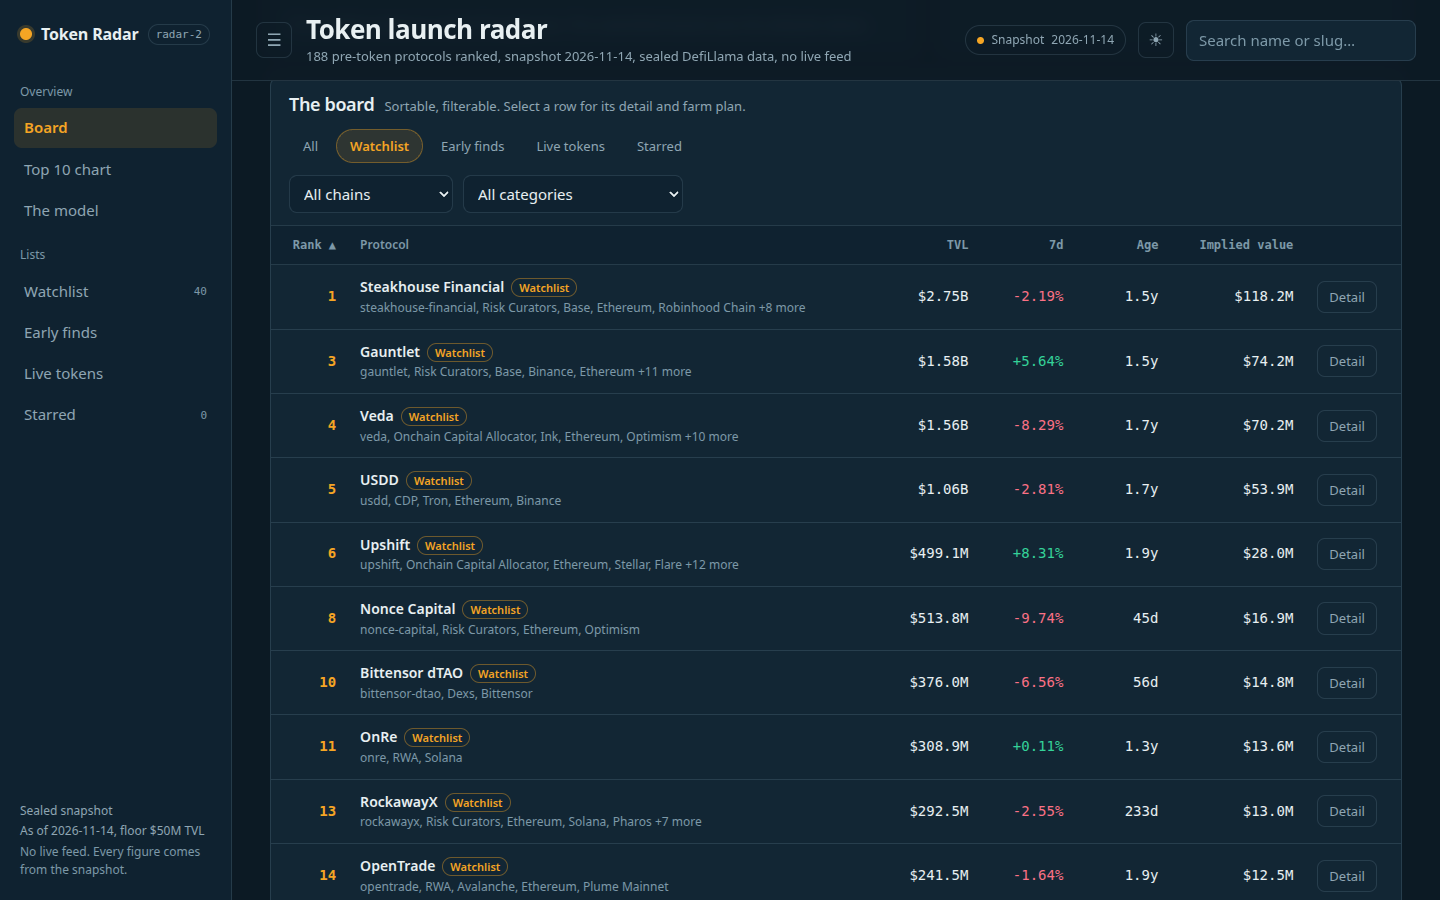 Token Radar radar-2
Overview
Board
Top 10 chart
The model
Lists
Watchlist 40
Early finds
Live tokens
Starred 0
Sealed snapshot
As of 2026-11-14, floor $50M TVL
No live feed. Every figure comes
from the snapshot.
Token launch radar
188 pre-token protocols ranked, snapshot 2026-11-14, sealed DefiLlama data, no live feed
Snapshot 2026-11-14
Search name or slug...
The board Sortable, filterable. Select a row for its detail and farm plan.
All Watchlist Early finds Live tokens Starred
All chains All categories
Rank ▲ Protocol TVL 7d Age Implied value
1 Steakhouse Financial Watchlist $2.75B -2.19% 1.5y $118.2M Detail
steakhouse-financial, Risk Curators, Base, Ethereum, Robinhood Chain +8 more
3 Gauntlet Watchlist $1.58B +5.64% 1.5y $74.2M Detail
gauntlet, Risk Curators, Base, Binance, Ethereum +11 more
4 Veda Watchlist $1.56B -8.29% 1.7y $70.2M Detail
veda, Onchain Capital Allocator, Ink, Ethereum, Optimism +10 more
5 USDD Watchlist $1.06B -2.81% 1.7y $53.9M Detail
usdd, CDP, Tron, Ethereum, Binance
6 Upshift Watchlist $499.1M +8.31% 1.9y $28.0M Detail
upshift, Onchain Capital Allocator, Ethereum, Stellar, Flare +12 more
8 Nonce Capital Watchlist $513.8M -9.74% 45d $16.9M Detail
nonce-capital, Risk Curators, Ethereum, Optimism
10 Bittensor dTAO Watchlist $376.0M -6.56% 56d $14.8M Detail
bittensor-dtao, Dexs, Bittensor
11 OnRe Watchlist $308.9M +0.11% 1.3y $13.6M Detail
onre, RWA, Solana
13 RockawayX Watchlist $292.5M -2.55% 233d $13.0M Detail
rockawayx, Risk Curators, Ethereum, Solana, Pharos +7 more
14 OpenTrade Watchlist $241.5M -1.64% 1.9y $12.5M Detail
opentrade, RWA, Avalanche, Ethereum, Plume Mainnet